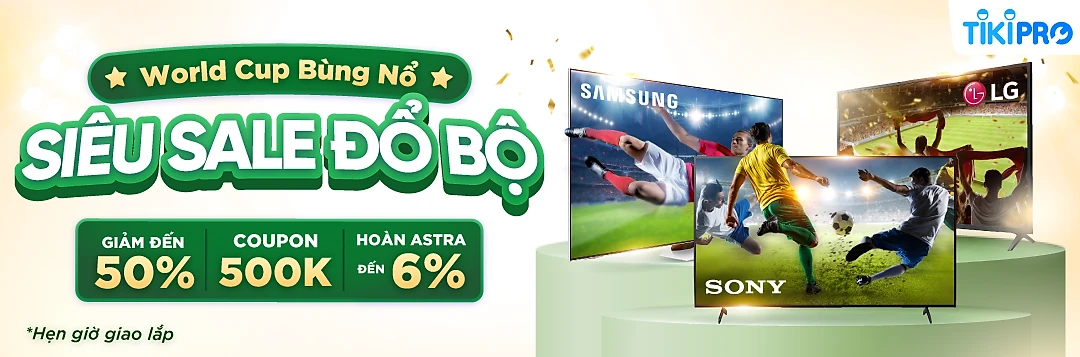 World Cup Bùng Nổ
SIÊU SALE ĐỔ BỘ
GIẢM ĐẾN
50%
COUPON
500K
HOÀN ASTRA
ĐẾN 6%
*Hẹn giờ giao lắp
SAMSUNG
SONY
LG
TIKIPRO